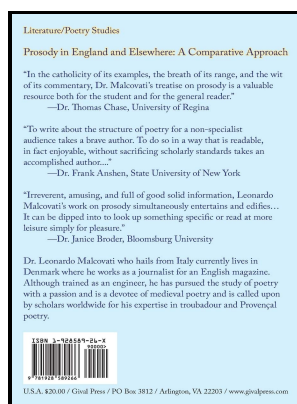 Literature/Poetry Studies
Prosody in England and Elsewhere: A Comparative Approach
“In the catholicity of its examples, the breath of its range, and the wit
of its commentary, Dr. Malcovati’s treatise on prosody is a valuable
resource both for the student and for the general reader.”
—Dr. Thomas Chase, University of Regina
“To write about the structure of poetry for a non-specialist
audience takes a brave author. To do so in a way that is readable,
in fact enjoyable, without sacrificing scholarly standards takes an
accomplished author....”
—Dr. Frank Anshen, State University of New York
“Irreverent, amusing, and full of good solid information, Leonardo
Malcovati’s work on prosody simultaneously entertains and edifies…
It can be dipped into to look up something specific or read at more
leisure simply for pleasure.”
—Dr. Janice Broder, Bloomsburg University
Dr. Leonardo Malcovati who hails from Italy currently lives in
Denmark where he works as a journalist for an English magazine.
Although trained as an engineer, he has pursued the study of poetry
with a passion and is a devotee of medieval poetry and is called upon
by scholars worldwide for his expertise in troubadour and Provençal
poetry.
ISBN 1-928589-26-X
90000>
9 781928 589266
U.S.A. $20.00 / Gival Press / PO Box 3812 / Arlington, VA 22203 / www.givalpress.com